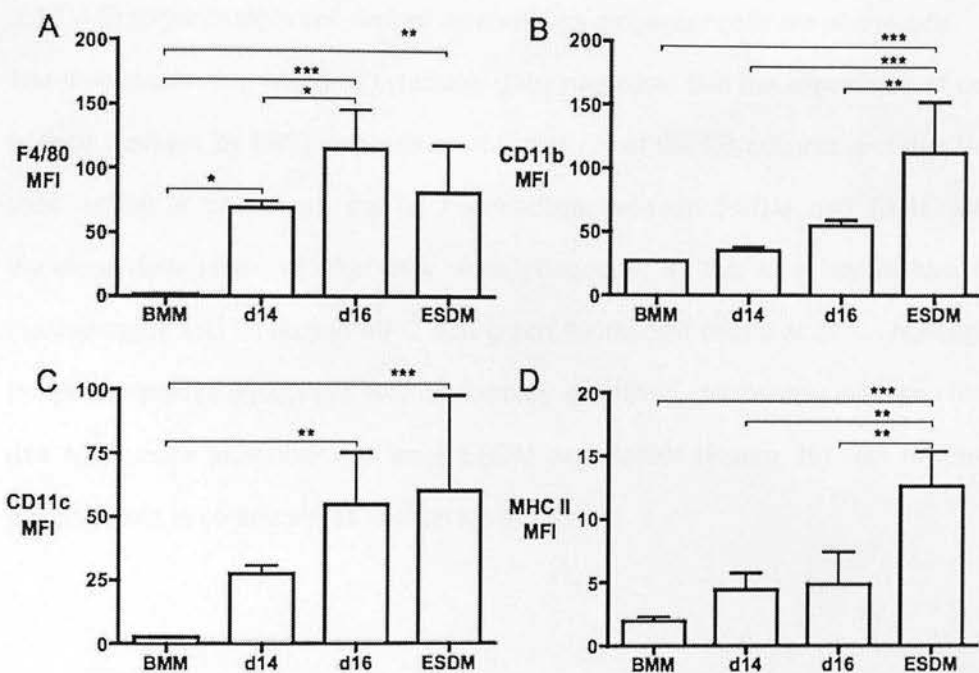 A
200
150
100
50
0
F4/80
MFI
**
***
*
*
BMM d14 d16 ESDM
B
200
150
100
50
0
CD11b
MFI
***
***
**
BMM d14 d16 ESDM
C
100
75
50
25
0
CD11c
MFI
***
**
BMM d14 d16 ESDM
D
20
15
10
5
0
MHC II
MFI
***
**
**
BMM d14 d16 ESDM